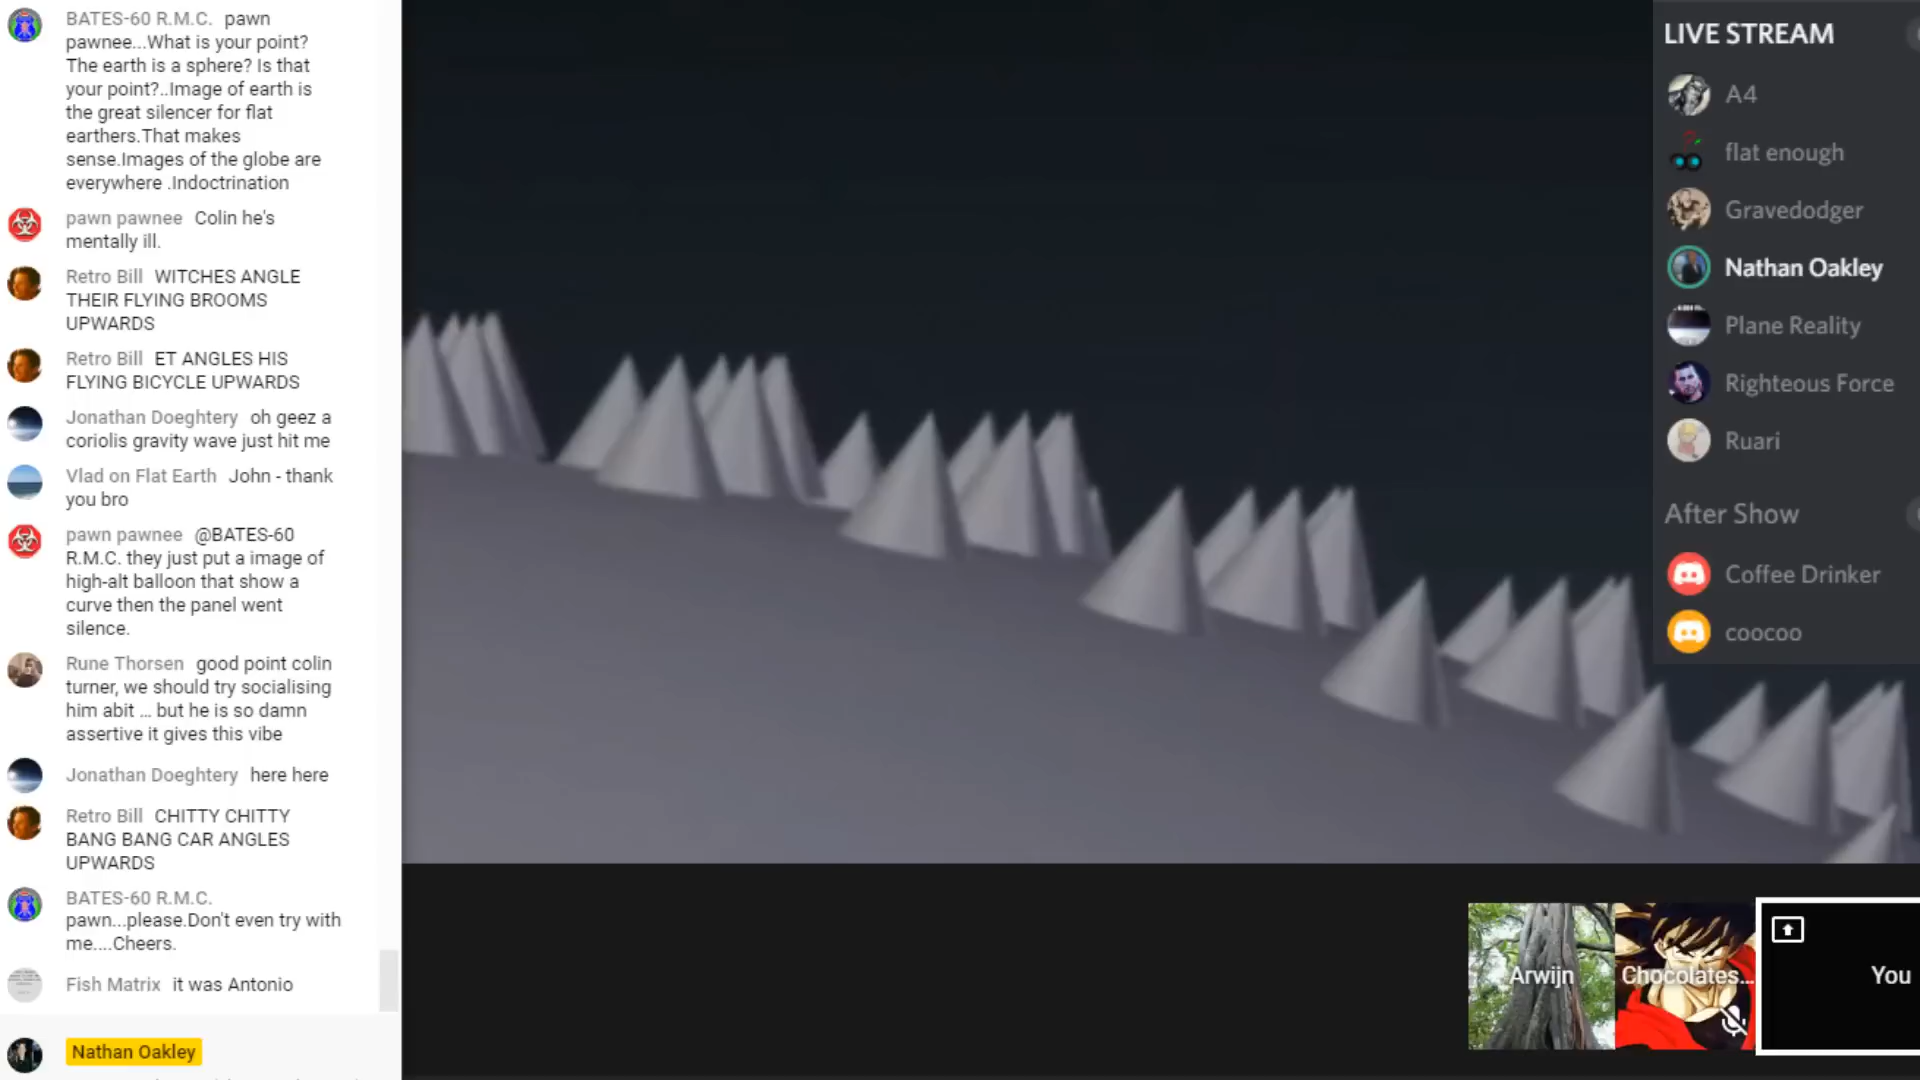 BATES-60 R.M.C. pawn
pawnee...What is your point?
The earth is a sphere? Is that
your point?..Image of earth is
the great silencer for flat
earthers.That makes
sense.Images of the globe are
everywhere .Indoctrination
pawn pawnee Colin he's
mentally ill.
Retro Bill WITCHES ANGLE
THEIR FLYING BROOMS
UPWARDS
Retro Bill ET ANGLES HIS
FLYING BICYCLE UPWARDS
Jonathan Doeghtery oh geez a
coriolis gravity wave just hit me
Vlad on Flat Earth John - thank
you bro
pawn pawnee @BATES-60
R.M.C. they just put a image of
high-alt balloon that show a
curve then the panel went
silence.
Rune Thorsen good point colin
turner, we should try socialising
him abit ... but he is so damn
assertive it gives this vibe
Jonathan Doeghtery here here
Retro Bill CHITTY CHITTY
BANG BANG CAR ANGLES
UPWARDS
BATES-60 R.M.C.
pawn...please.Don't even try with
me....Cheers.
Fish Matrix it was Antonio
Nathan Oakley
LIVE STREAM
A4
flat enough
Gravedodger
Nathan Oakley
Plane Reality
Righteous Force
Ruari
After Show
Coffee Drinker
coocoo
Arwijn
Chocolates...
You